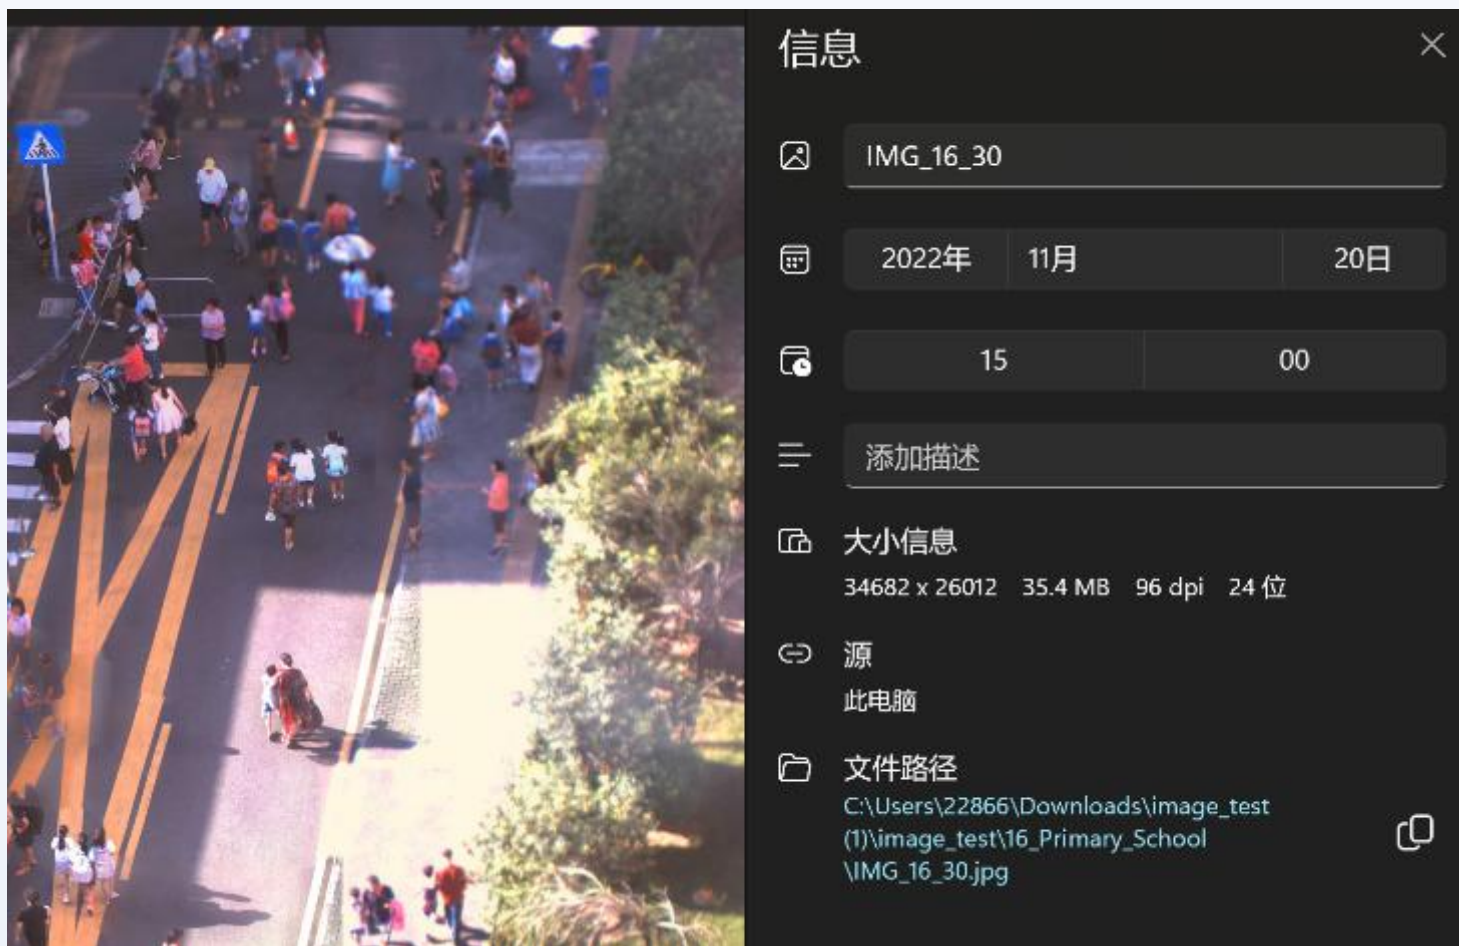 信息
IMG_16_30
2022年 11月 20日
15 00
添加描述
大小信息
34682 x 26012 35.4 MB 96 dpi 24 位
源
此电脑
文件路径
C:\Users\22866\Downloads\image_test
(1)\image_test\16_Primary_School
\IMG_16_30.jpg